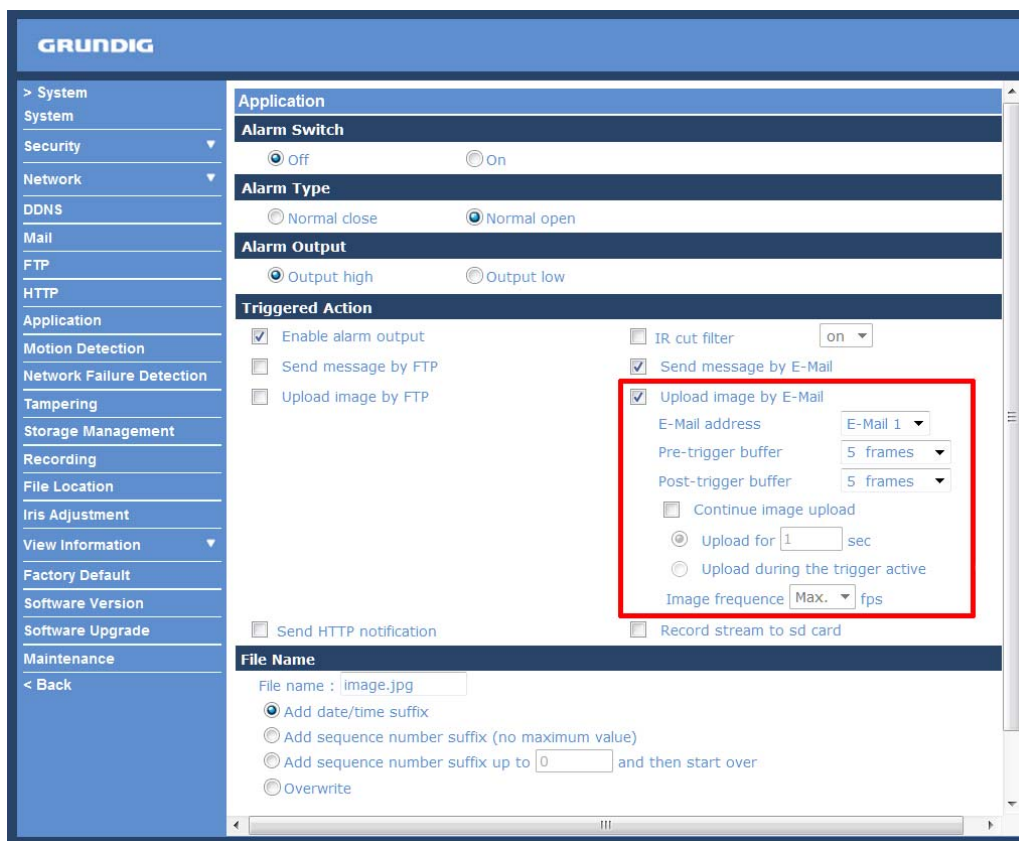 GRUNDIG
> System
System
Security
Network
DDNS
Mail
FTP
HTTP
Application
Motion Detection
Network Failure Detection
Tampering
Storage Management
Recording
File Location
Iris Adjustment
View Information
Factory Default
Software Version
Software Upgrade
Maintenance
< Back
Application
Alarm Switch
Off On
Alarm Type
Normal close Normal open
Alarm Output
Output high Output low
Triggered Action
Enable alarm output
Send message by FTP
Upload image by FTP
IR cut filter on
Send message by E-Mail
Upload image by E-Mail
E-Mail address E-Mail 1
Pre-trigger buffer 5 frames
Post-trigger buffer 5 frames
Continue image upload
Upload for 1 sec
Upload during the trigger active
Image frequence Max. fps
Send HTTP notification
Record stream to sd card
File Name
File name : image.jpg
Add date/time suffix
Add sequence number suffix (no maximum value)
Add sequence number suffix up to 0 and then start over
Overwrite